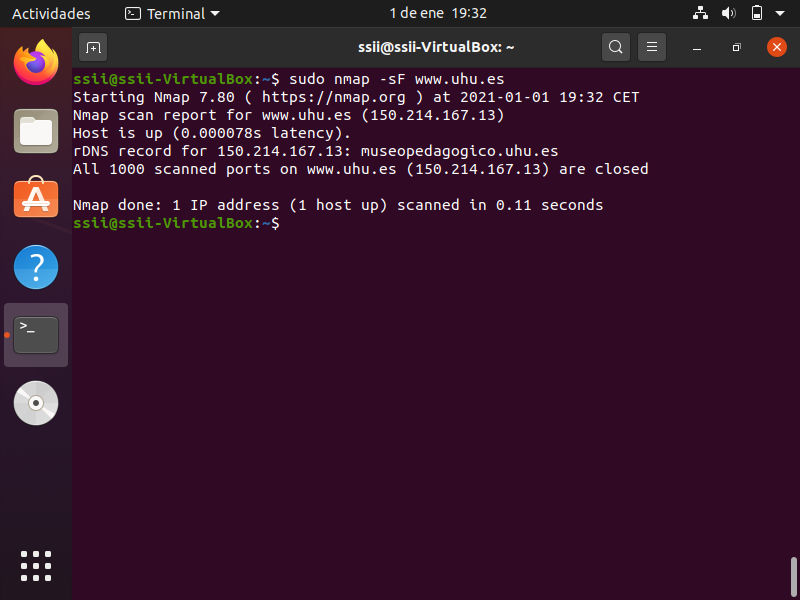 Actividades
Terminal
1 de ene 19:32
ssii@ssii-VirtualBox: ~
ssii@ssii-VirtualBox:~$ sudo nmap -sF www.uhu.es
Starting Nmap 7.80 ( https://nmap.org ) at 2021-01-01 19:32 CET
Nmap scan report for www.uhu.es (150.214.167.13)
Host is up (0.000078s latency).
rDNS record for 150.214.167.13: museopedagogico.uhu.es
All 1000 scanned ports on www.uhu.es (150.214.167.13) are closed
Nmap done: 1 IP address (1 host up) scanned in 0.11 seconds
ssii@ssii-VirtualBox:~$